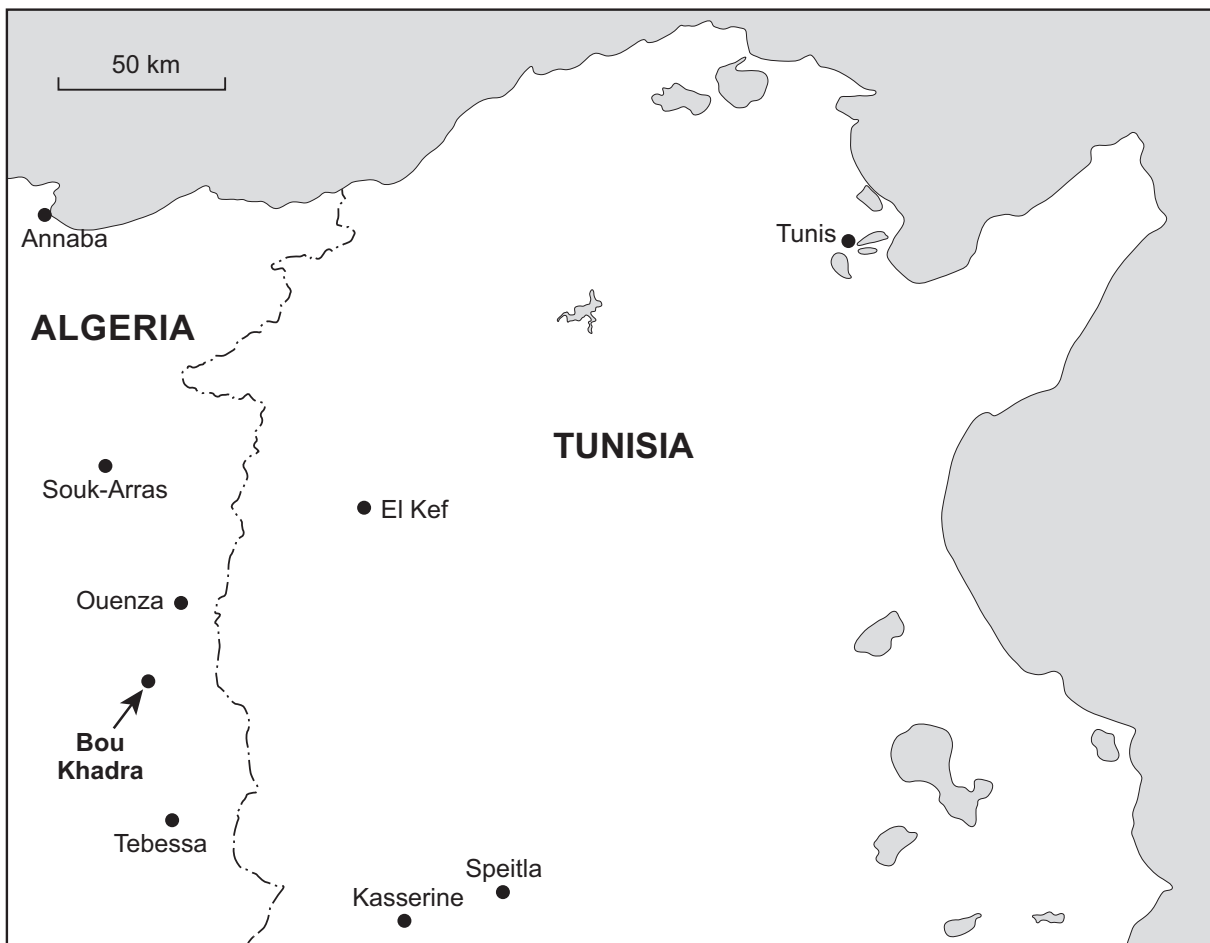 50 km
Annaba
Tunis
ALGERIA
TUNISIA
Souk-Arras
El Kef
Ouenza
Bou
Khadra
Tebessa
Speitla
Kasserine